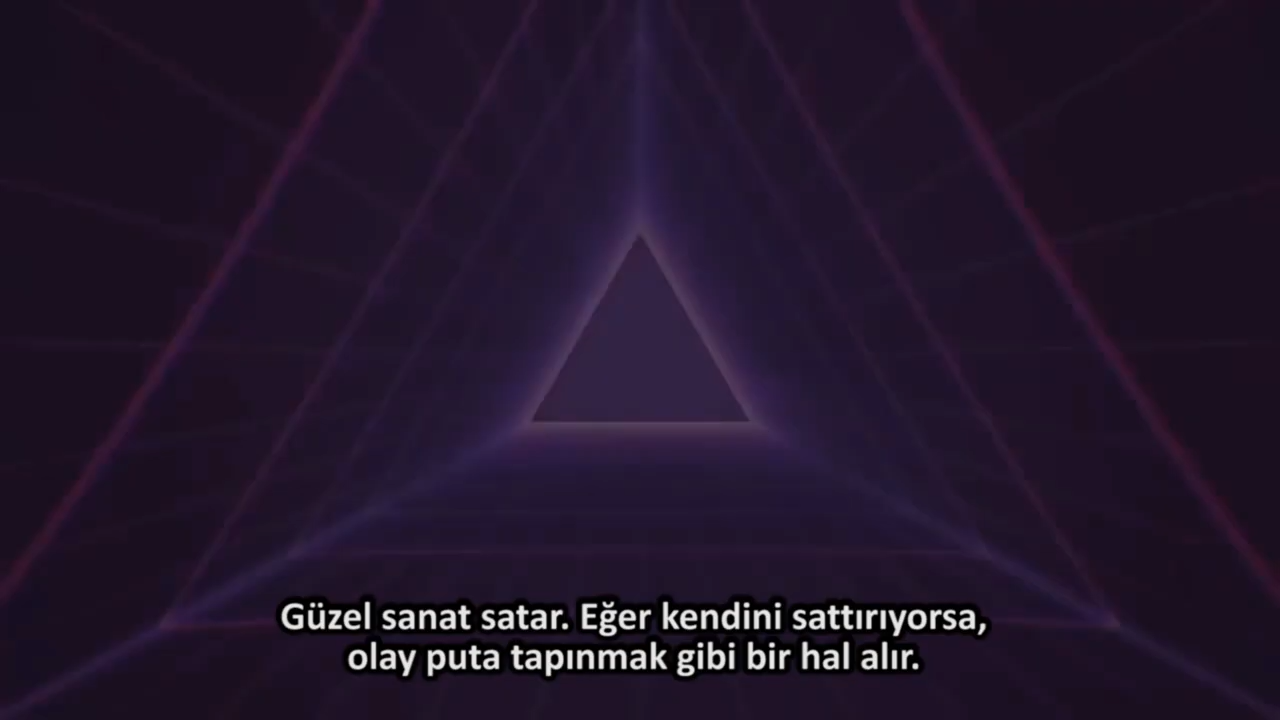 Güzel sanat satar. Eğer kendini sattırıyorsa,
olay puta tapınmak gibi bir hal alır.